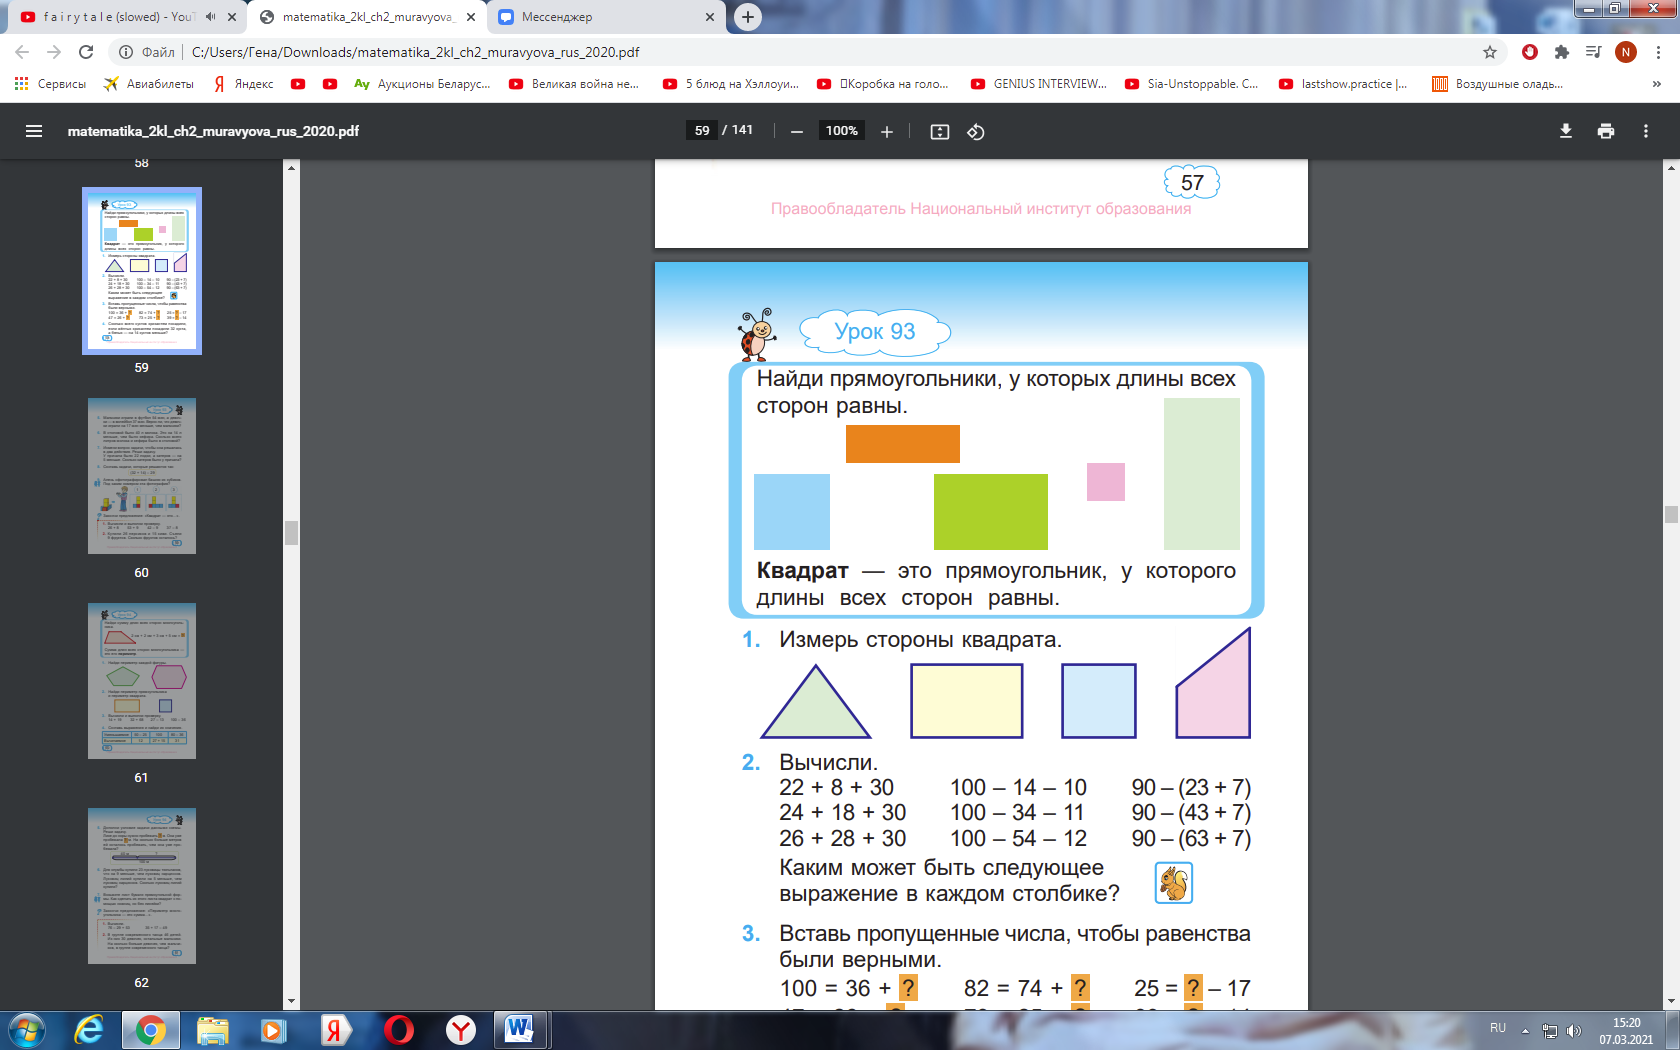 f a i r y t a l e (slowed) - YouT
matematika_2kl_ch2_muravyova_
Мессенджер
Файл
C:/Users/Гена/Downloads/matematika_2kl_ch2_muravyova_rus_2020.pdf
N
Сервисы
Авиабилеты
Яндекс
Ау Аукционы Беларус...
Великая война не...
5 блюд на Хэллоуи...
Коробка на голо...
GENIUS INTERVIEW...
Sia-Unstoppable. C...
lastshow.practice |...
Воздушные оладь...
matematika_2kl_ch2_muravyova_rus_2020.pdf
59 / 141
100%
58
59
60
61
62
57
Правообладатель Национальный институт образования
Урок 93
Найди прямоугольники, у которых длины всех
сторон равны.
Квадрат — это прямоугольник, у которого
длины всех сторон равны.
1. Измерь стороны квадрата.
2. Вычисли.
22 + 8 + 30 100 – 14 – 10 90 – (23 + 7)
24 + 18 + 30 100 – 34 – 11 90 – (43 + 7)
26 + 28 + 30 100 – 54 – 12 90 – (63 + 7)
Каким может быть следующее
выражение в каждом столбике?
3. Вставь пропущенные числа, чтобы равенства
были верными.
100 = 36 + ? 82 = 74 + ? 25 = ? – 17
RU
15:20
07.03.2021